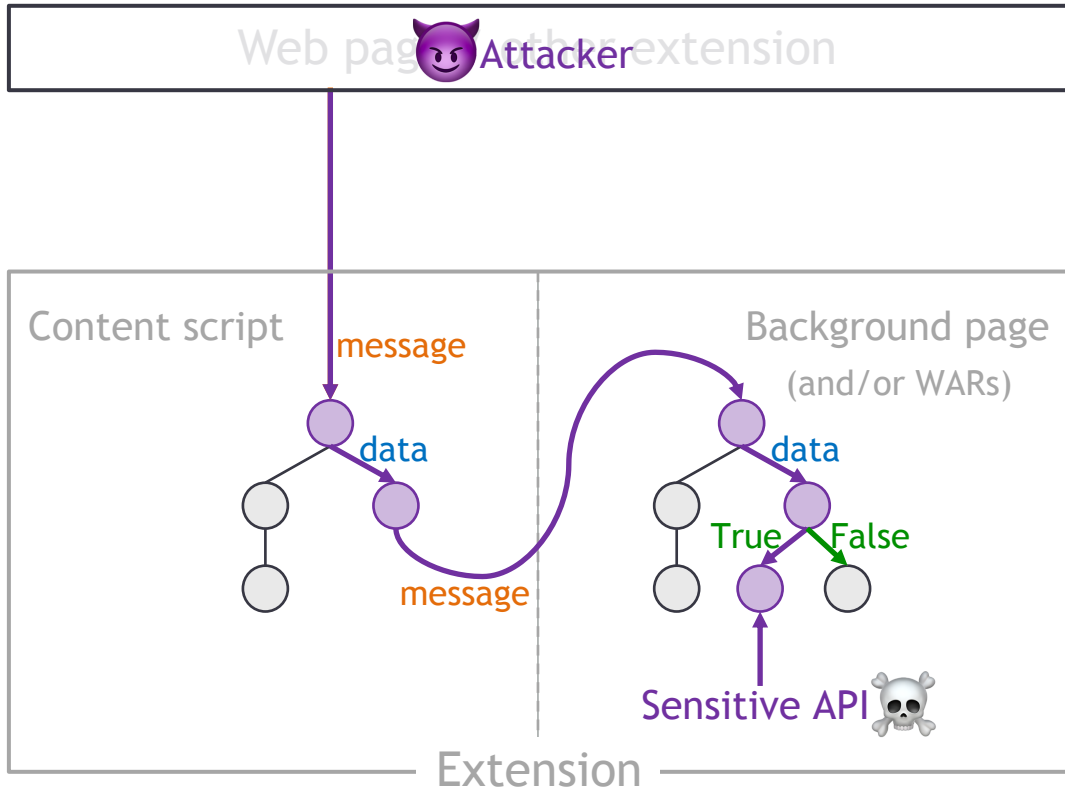 Web pag other extension
Attacker
Content script
Background page
(and/or WARs)
message
data
data
True False
message
Sensitive API
Extension